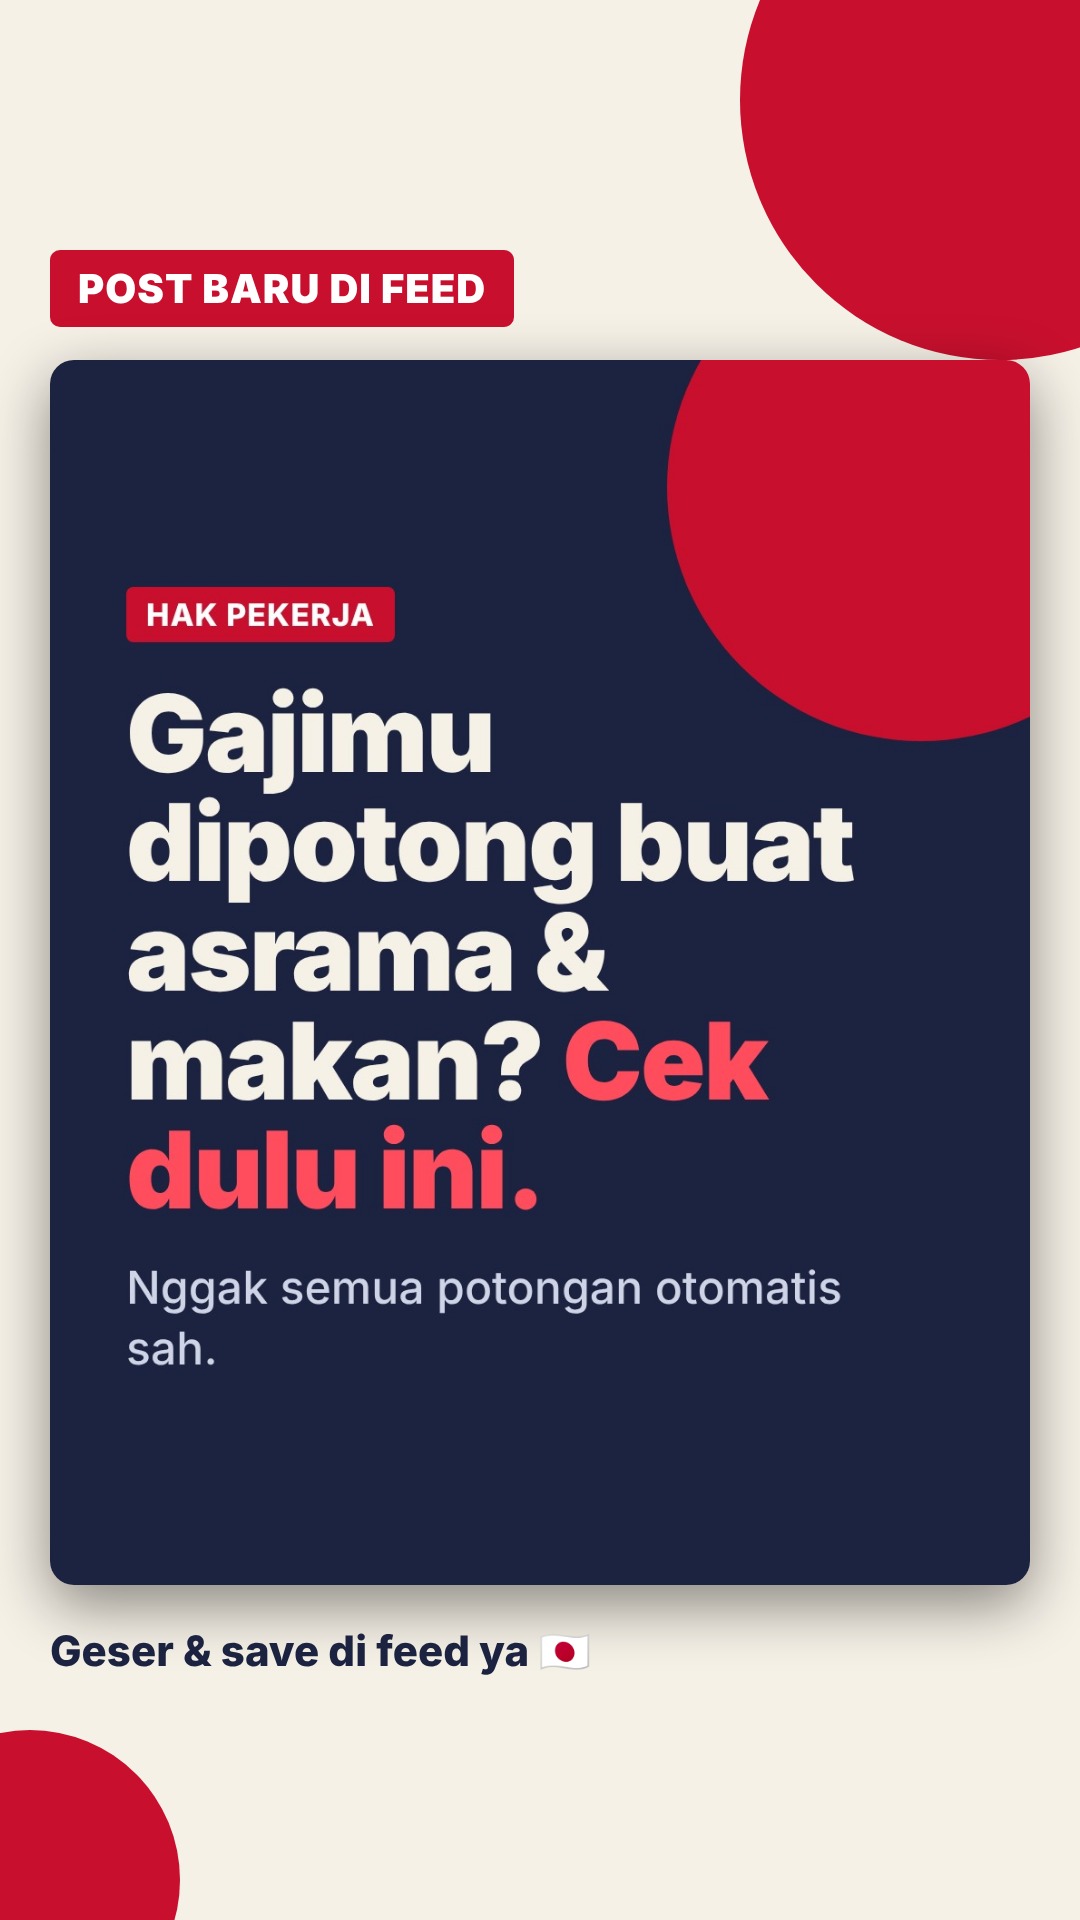 POST BARU DI FEED
HAK PEKERJA
Gajimu
dipotong buat
asrama &
makan? Cek
dulu ini.
Nggak semua potongan otomatis
sah.
Geser & save di feed ya 🇯🇵